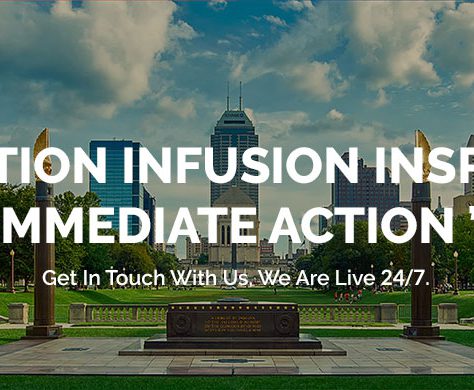 TION INFUSION INSP
MMEDIATE ACTION
Get In Touch With Us, We Are Live 24/7.